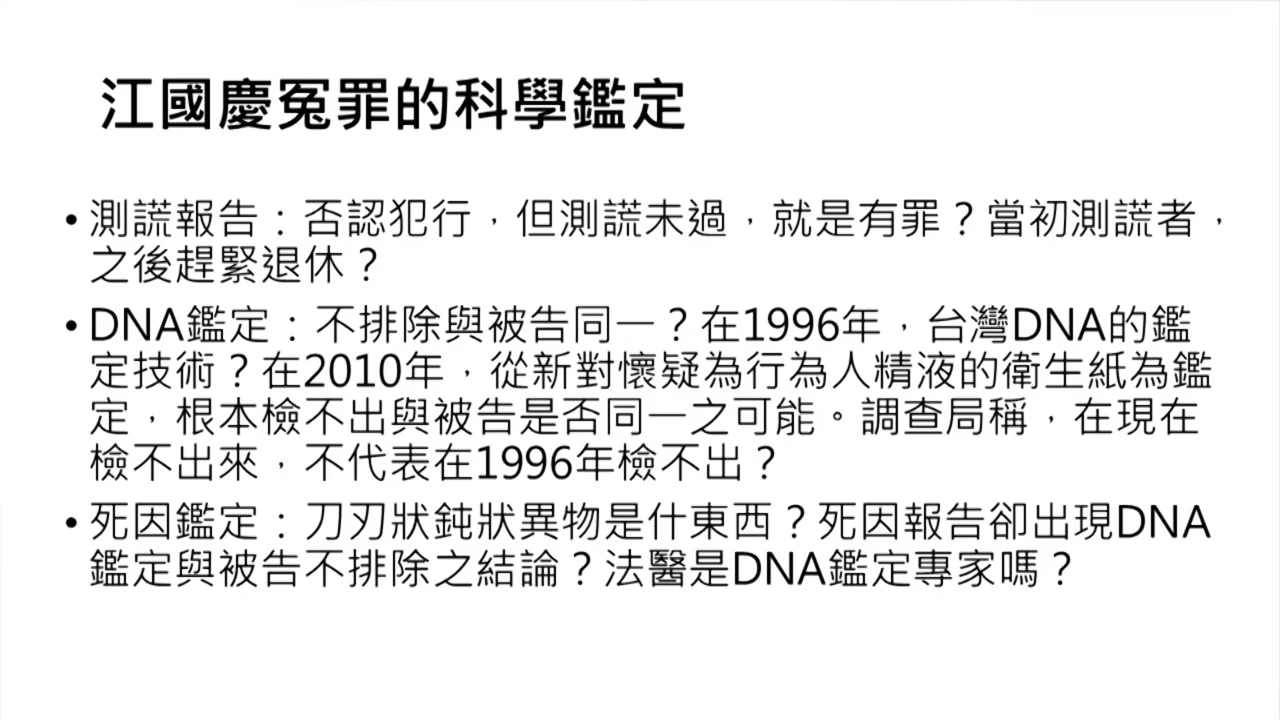 江國慶冤罪的科學鑑定
• 測謊報告：否認犯行，但測謊未過，就是有罪？當初測謊者，
之後趕緊退休？
• DNA鑑定：不排除與被告同一？在1996年，台灣DNA的鑑
定技術？在2010年，從新對懷疑為行為人精液的衛生紙為鑑
定，根本檢不出與被告是否同一之可能。調查局稱，在現在
檢不出來，不代表在1996年檢不出？
• 死因鑑定：刀刃狀鈍狀異物是什東西？死因報告卻出現DNA
鑑定與被告不排除之結論？法醫是DNA鑑定專家嗎？